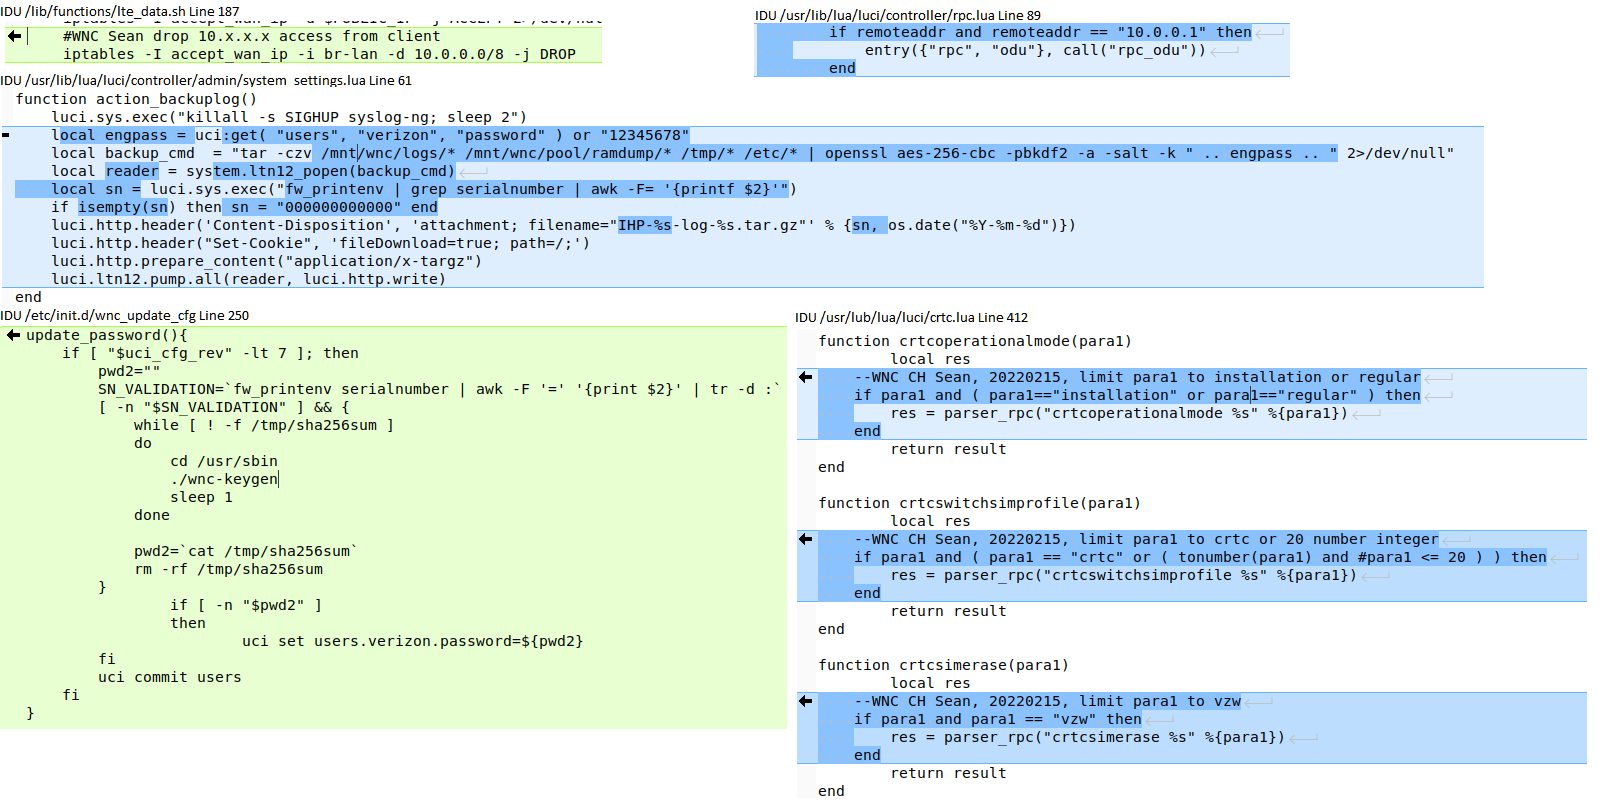 IDU /lib/functions/lte_data.sh Line 187
#WNC Sean drop 10.x.x.x access from client
iptables -I accept_wan_ip -i br-lan -d 10.0.0.0/8 -j DROP
IDU /usr/lib/lua/luci/controller/rpc.lua Line 89
if remoteaddr and remoteaddr == "10.0.0.1" then
entry({"rpc", "odu"}, call("rpc_odu"))
end
IDU /usr/lib/lua/luci/controller/admin/system_settings.lua Line 61
function action_backuplog()
luci.sys.exec("killall -s SIGHUP syslog-ng; sleep 2")
local engpass = uci:get( "users", "verizon", "password" ) or "12345678"
local backup_cmd  = "tar -czv /mnt/wnc/logs/* /mnt/wnc/pool/ramdump/* /tmp/* /etc/* | openssl aes-256-cbc -pbkdf2 -a -salt -k " .. engpass .. " 2>/dev/null"
local reader = system.ltn12_popen(backup_cmd)
local sn = luci.sys.exec("fw_printenv | grep serialnumber | awk -F= '{printf $2}'")
if isempty(sn) then sn = "000000000000" end
luci.http.header('Content-Disposition', 'attachment; filename="IHP-%s-log-%s.tar.gz"' % {sn, os.date("%Y-%m-%d")})
luci.http.header("Set-Cookie", 'fileDownload=true; path=/;')
luci.http.prepare_content("application/x-targz")
luci.ltn12.pump.all(reader, luci.http.write)
end
IDU /etc/init.d/wnc_update_cfg Line 250
update_password(){
if [ "$uci_cfg_rev" -lt 7 ]; then
pwd2=""
SN_VALIDATION=`fw_printenv serialnumber | awk -F '=' '{print $2}' | tr -d :`
[ -n "$SN_VALIDATION" ] && {
while [ ! -f /tmp/sha256sum ]
do
cd /usr/sbin
./wnc-keygen
sleep 1
done
pwd2=`cat /tmp/sha256sum`
rm -rf /tmp/sha256sum
}
if [ -n "$pwd2" ]
then
uci set users.verizon.password=${pwd2}
fi
uci commit users
fi
}
IDU /usr/lub/lua/luci/crtc.lua Line 412
function crtcoperationalmode(para1)
local res
--WNC CH Sean, 20220215, limit para1 to installation or regular
if para1 and ( para1=="installation" or para1=="regular" ) then
res = parser_rpc("crtcoperationalmode %s" %{para1})
end
return result
end
function crtcswitchsimprofile(para1)
local res
--WNC CH Sean, 20220215, limit para1 to crtc or 20 number integer
if para1 and ( para1 == "crtc" or ( tonumber(para1) and #para1 <= 20 ) ) then
res = parser_rpc("crtcswitchsimprofile %s" %{para1})
end
return result
end
function crtcsimerase(para1)
local res
--WNC CH Sean, 20220215, limit para1 to vzw
if para1 and para1 == "vzw" then
res = parser_rpc("crtcsimerase %s" %{para1})
end
return result
end